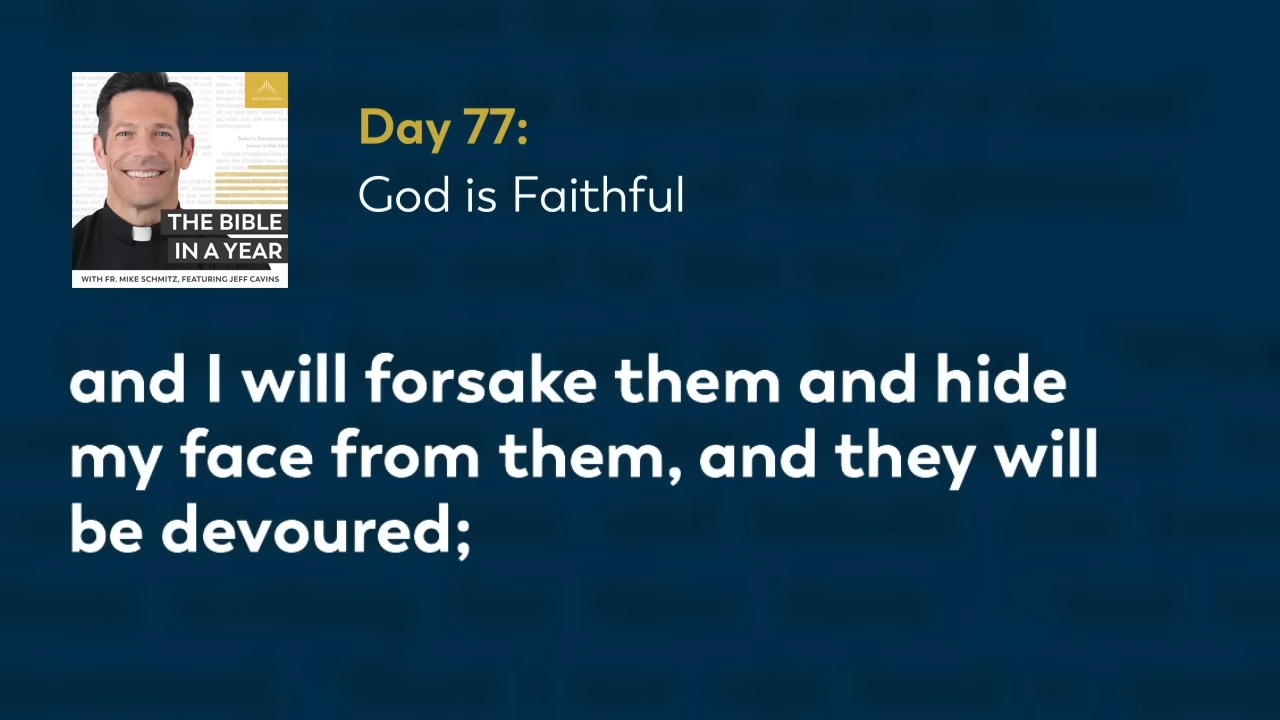 Day 77:
God is Faithful
THE BIBLE
IN A YEAR
WITH FR. MIKE SCHMITZ, FEATURING JEFF CAVINS
and I will forsake them and hide
my face from them, and they will
be devoured;